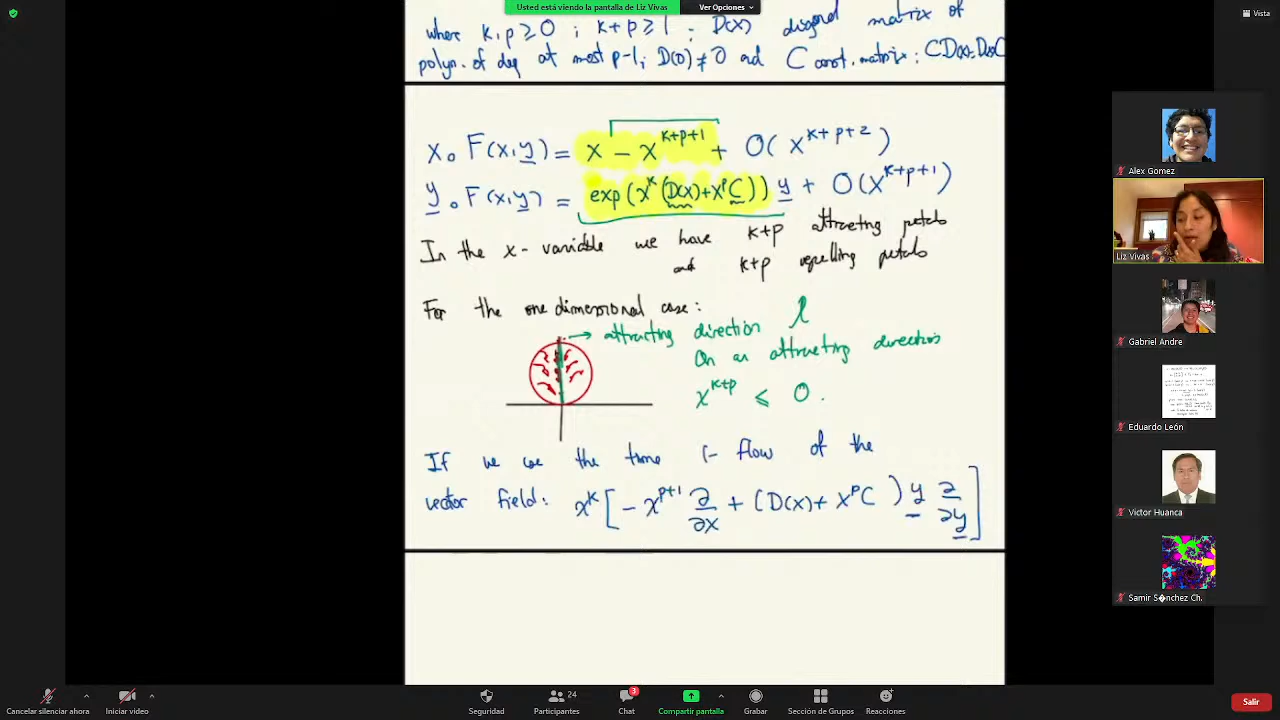 Usted está viendo la pantalla de Liz Vivas
Ver Opciones
Vista
where k, p ≥ 0 ; k+p ≥ 1 ; D(x) diagonal matrix of
polyn. of deg at most p-1; D(0) ≠ 0 and C const. matrix: CD(x)=D(x)C
x∘F(x,y) = x - x^{k+p+1} + O(x^{k+p+2})
y∘F(x,y) = exp(x^k(D(x)+x^pC)) y + O(x^{k+p+1})
In the x-variable we have k+p attracting petals
and k+p repelling petals
For the one dimensional case:
→ attracting direction ℓ
On an attracting direction
x^{k+p} ≤ 0.
If we use the time 1-flow of the
vector field: x^k[-x^{p+1} ∂/∂x + (D(x)+x^pC) y ∂/∂y]
Alex Gomez
Liz Vivas
Gabriel Andre
Eduardo León
Victor Huanca
Samir S�nchez Ch.
Cancelar silenciar ahora
Iniciar video
Seguridad
24
Participantes
3
Chat
Compartir pantalla
Grabar
Sección de Grupos
Reacciones
Salir